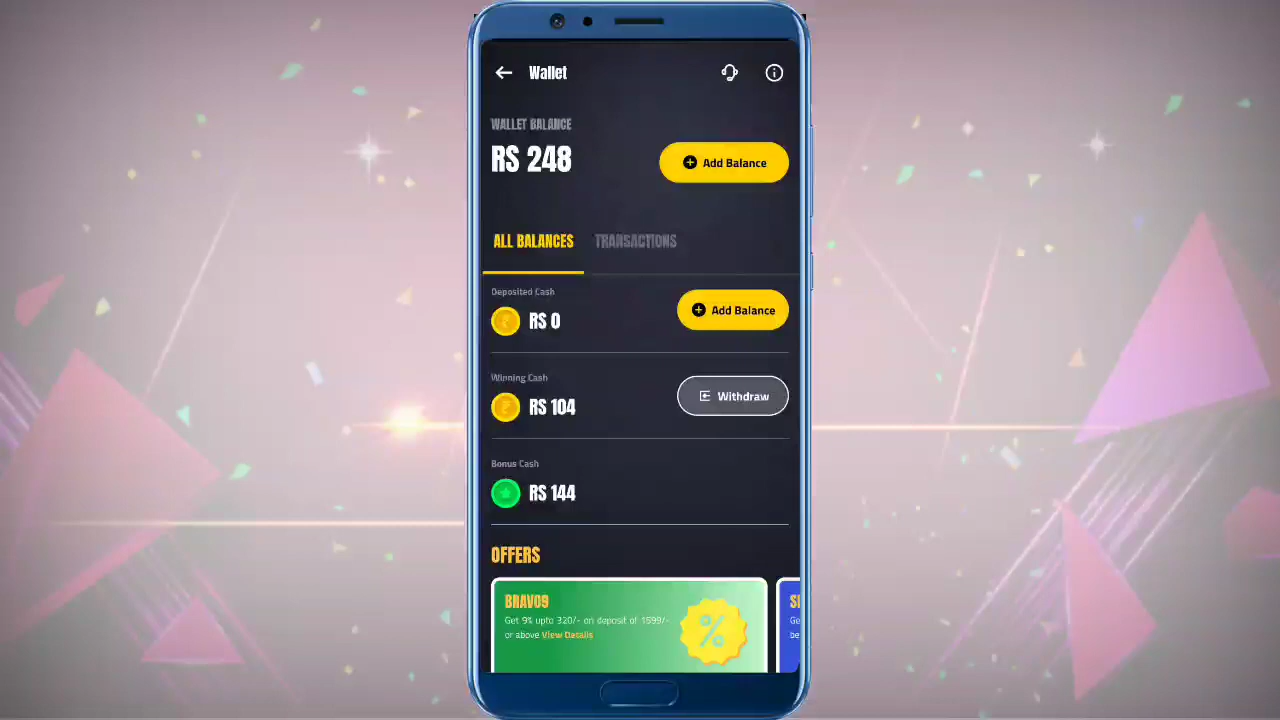 Wallet
WALLET BALANCE
RS 248
Add Balance
ALL BALANCES
TRANSACTIONS
Deposited Cash
RS 0
Add Balance
Winning Cash
RS 104
Withdraw
Bonus Cash
RS 144
OFFERS
BRAVO9
Get 9% upto 320/- on deposit of 1599/-
or above View Details
Ge
be